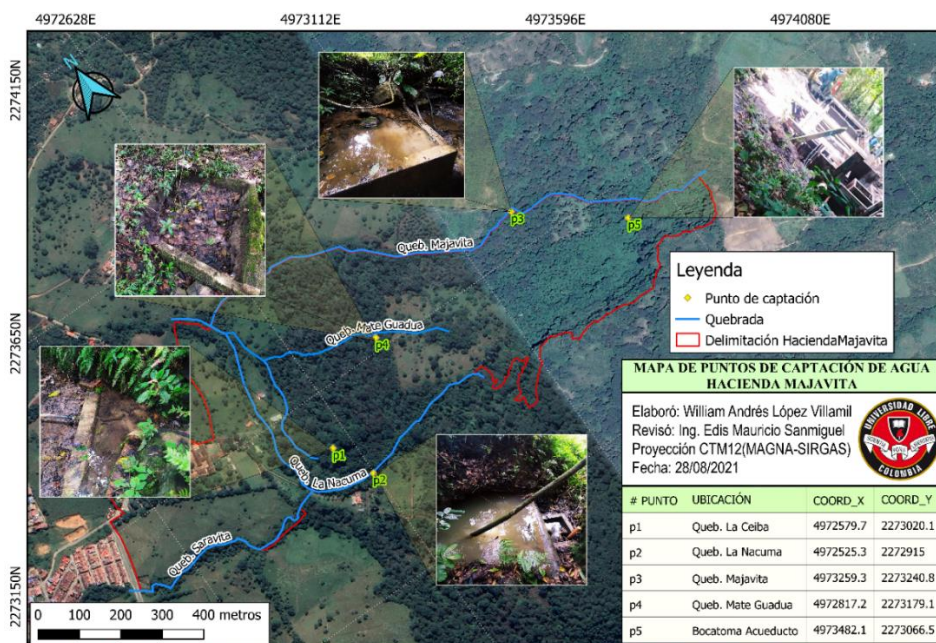 4972628E 4973112E 4973596E 4974080E
2274150N
2273650N
2273150N
N
p3
p5
Queb. Majavita
Queb. Mate Guadua
p4
p1
Queb. La Nacuma
p2
Queb. Saravita
0 100 200 300 400 metros
Leyenda
Punto de captación
Quebrada
Delimitación HaciendaMajavita
MAPA DE PUNTOS DE CAPTACIÓN DE AGUA
HACIENDA MAJAVITA
Elaboró: William Andrés López Villamil
Revisó: Ing. Edis Mauricio Sanmiguel
Proyección CTM12(MAGNA-SIRGAS)
Fecha: 28/08/2021
UNIVERSIDAD LIBRE
COLOMBIA
# PUNTO UBICACIÓN COORD_X COORD_Y
p1 Queb. La Ceiba 4972579.7 2273020.1
p2 Queb. La Nacuma 4972525.3 2272915
p3 Queb. Majavita 4973259.3 2273240.8
p4 Queb. Mate Guadua 4972817.2 2273179.1
p5 Bocatoma Acueducto 4973482.1 2273066.5